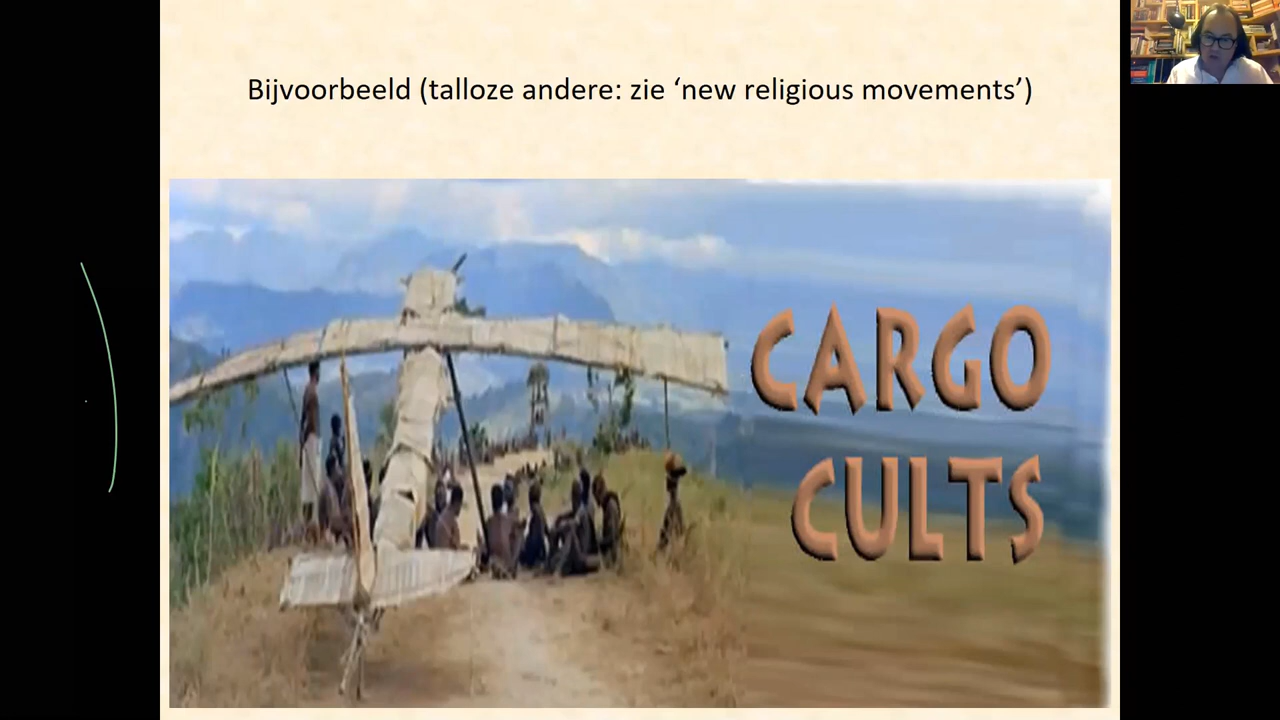 Bijvoorbeeld (talloze andere: zie ‘new religious movements’)
CARGO
CULTS